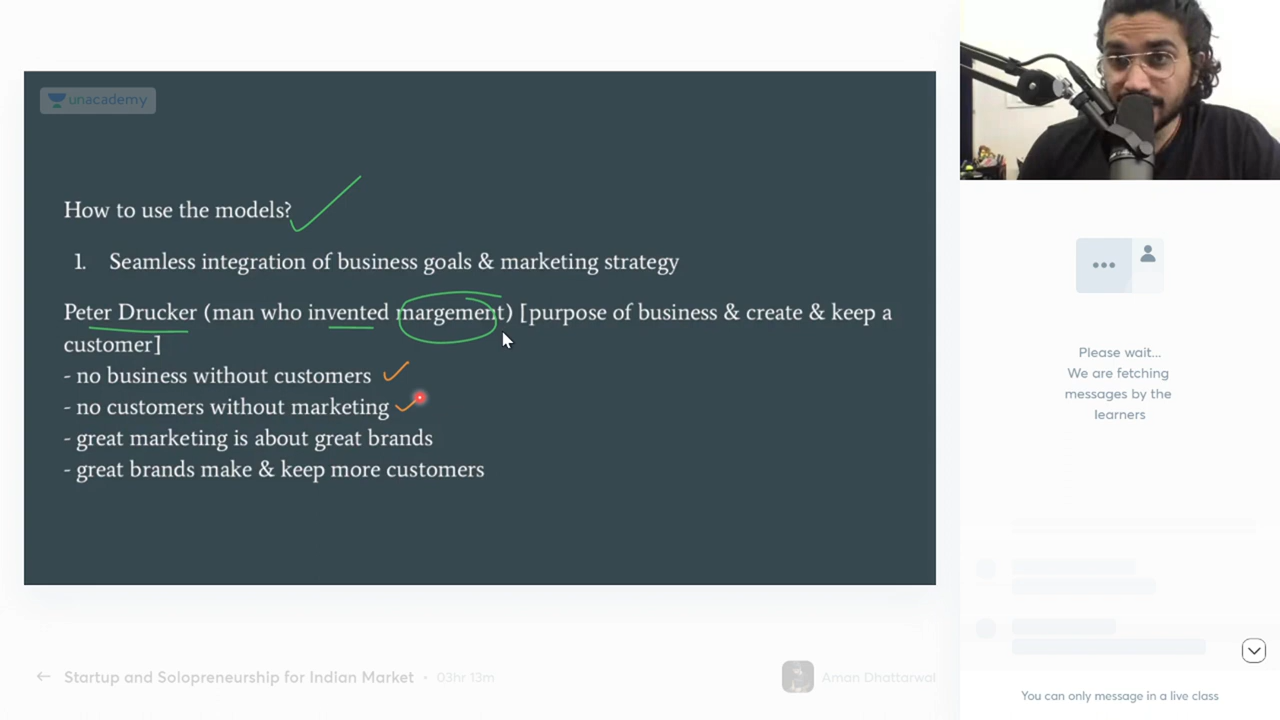 unacademy
How to use the models?
1. Seamless integration of business goals & marketing strategy
Peter Drucker (man who invented margement) [purpose of business & create & keep a
customer]
- no business without customers
- no customers without marketing
- great marketing is about great brands
- great brands make & keep more customers
Please wait...
We are fetching
messages by the
learners
Startup and Solopreneurship for Indian Market • 03hr 13m
Aman Dhattarwal
You can only message in a live class